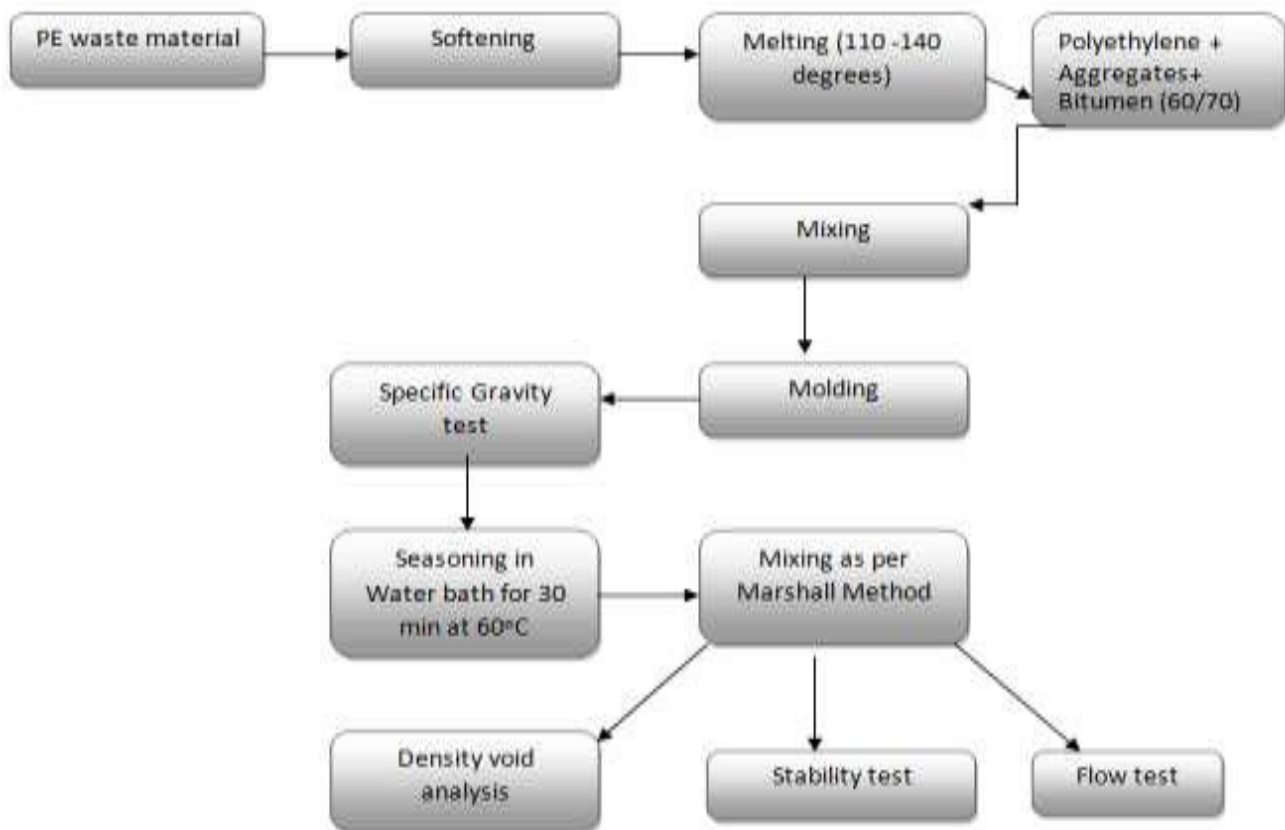 PE waste material
Softening
Melting (110 -140
degrees)
Polyethylene +
Aggregates+
Bitumen (60/70)
Mixing
Molding
Specific Gravity
test
Seasoning in
Water bath for 30
min at 60°C
Mixing as per
Marshall Method
Density void
analysis
Stability test
Flow test